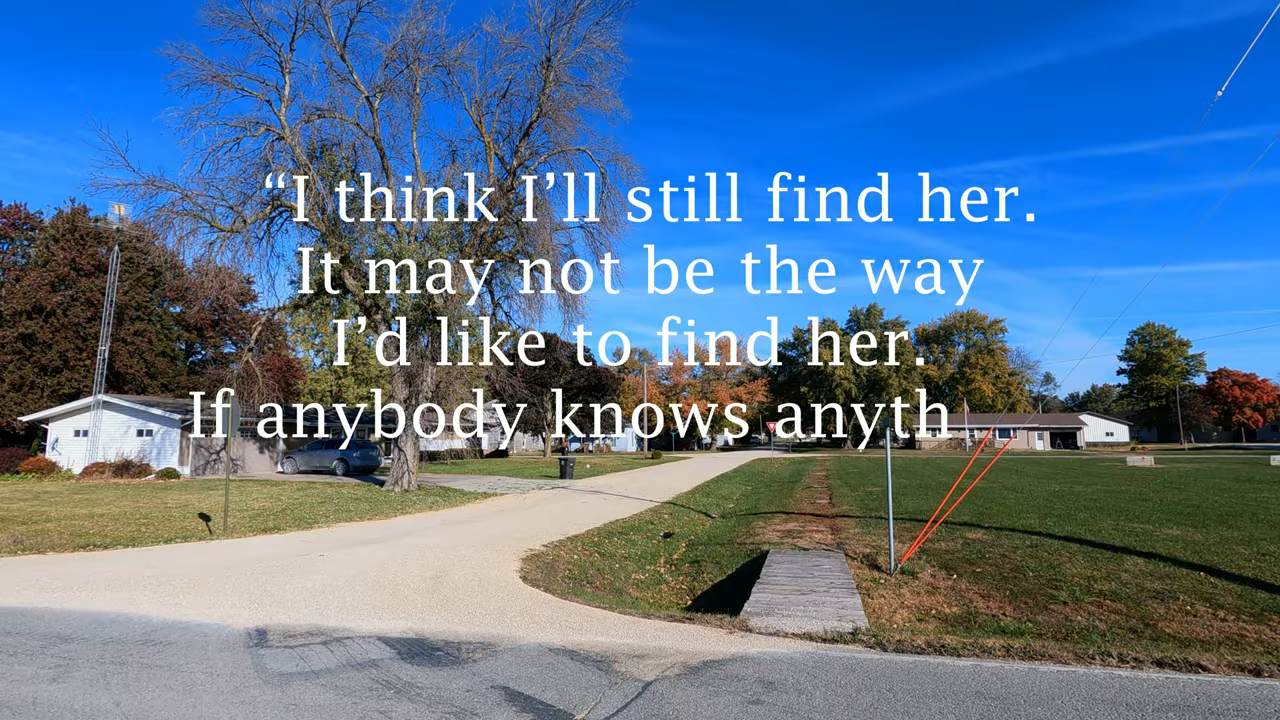 “I think I’ll still find her.
It may not be the way
I’d like to find her.
If anybody knows anyth